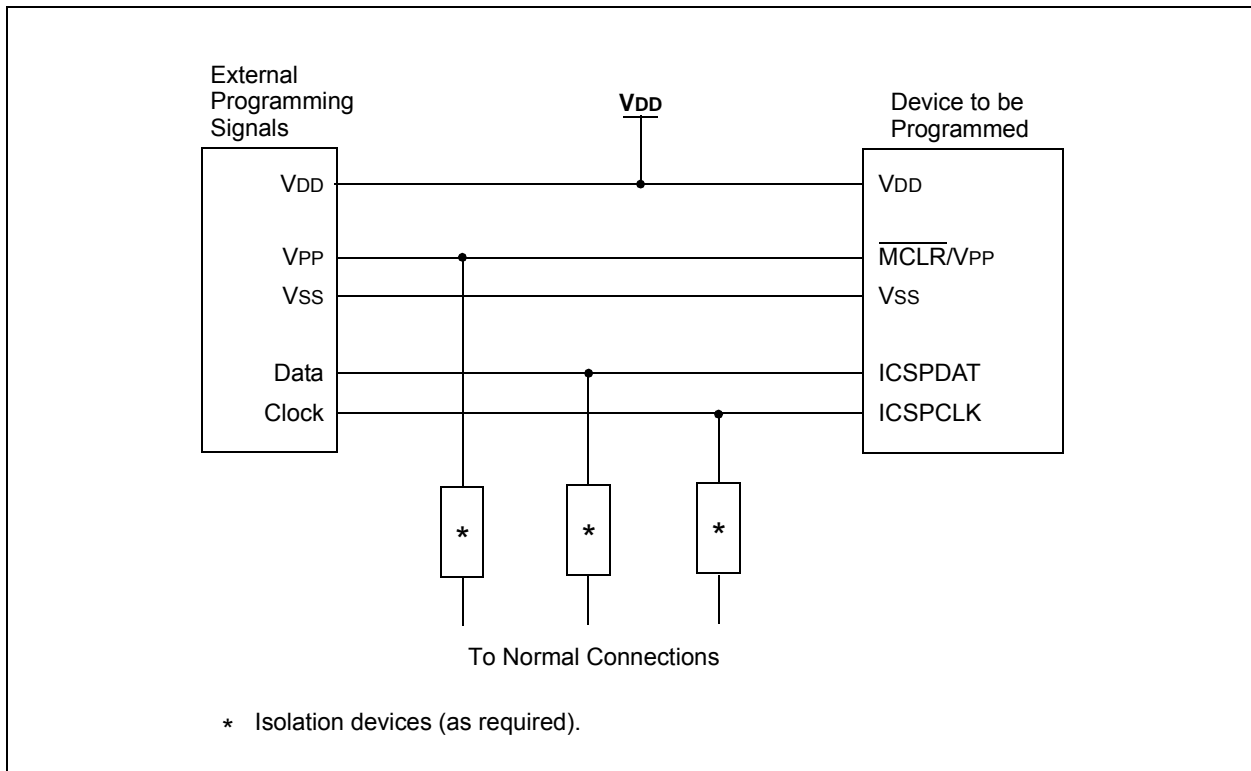 External
Programming
Signals
VDD
Device to be
Programmed
VDD
VDD
VPP
MCLR/VPP
VSS
VSS
Data
ICSPDAT
Clock
ICSPCLK
*
*
*
To Normal Connections
* Isolation devices (as required).